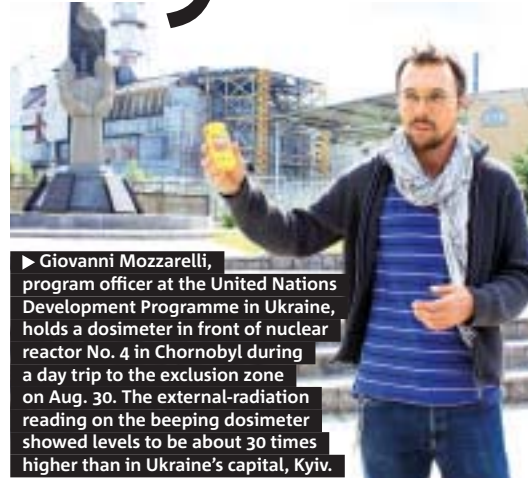 ▶ Giovanni Mozzarelli,
program officer at the United Nations
Development Programme in Ukraine,
holds a dosimeter in front of nuclear
reactor No. 4 in Chornobyl during
a day trip to the exclusion zone
on Aug. 30. The external-radiation
reading on the beeping dosimeter
showed levels to be about 30 times
higher than in Ukraine’s capital, Kyiv.